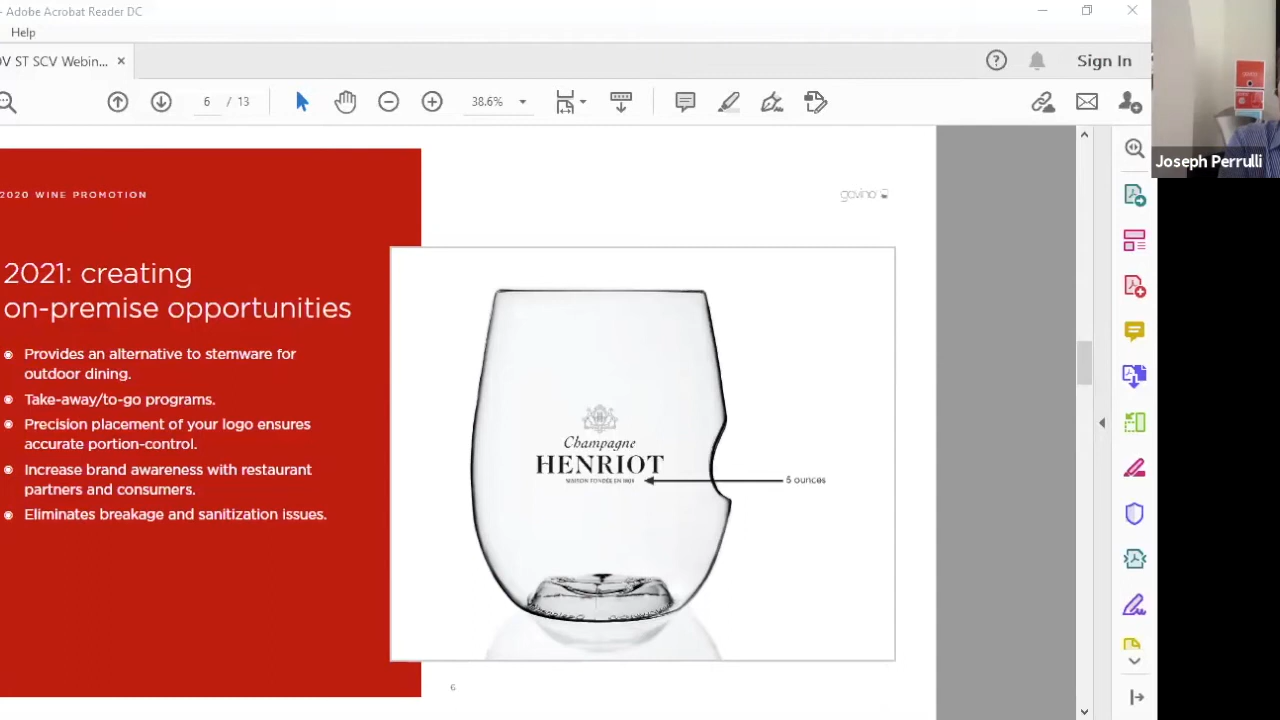 - Adobe Acrobat Reader DC
Help
OV ST SCV Webin...
Sign In
6 / 13
38.6%
Joseph Perrulli
2020 WINE PROMOTION
govino
2021: creating
on-premise opportunities
Provides an alternative to stemware for
outdoor dining.
Take-away/to-go programs.
Precision placement of your logo ensures
accurate portion-control.
Increase brand awareness with restaurant
partners and consumers.
Eliminates breakage and sanitization issues.
Champagne
HENRIOT
MAISON FONDÉE EN 1808
5 ounces
6